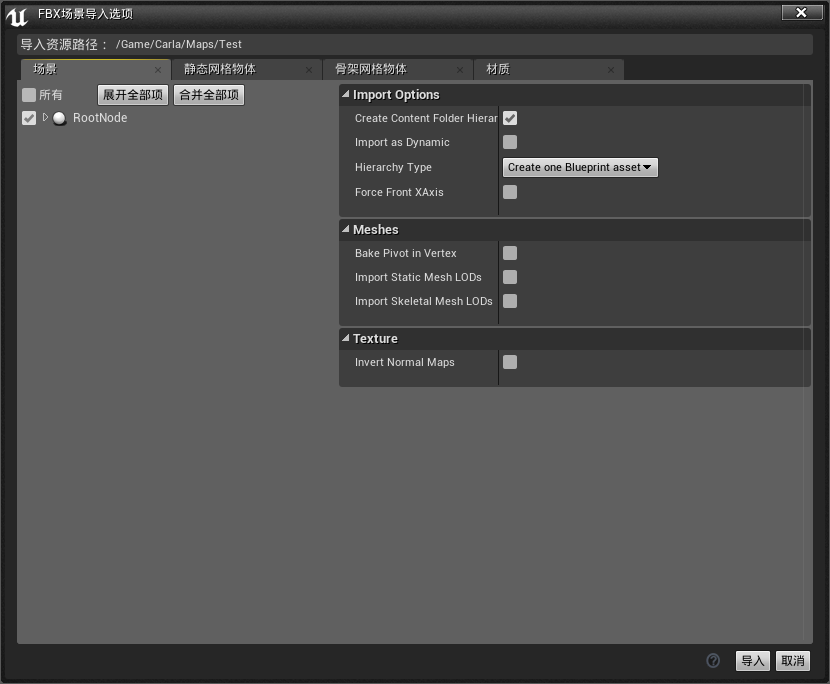 FBX场景导入选项
导入资源路径： /Game/Carla/Maps/Test
场景 静态网格物体 骨架网格物体 材质
所有 展开全部项 合并全部项
RootNode
Import Options
Create Content Folder Hierar
Import as Dynamic
Hierarchy Type Create one Blueprint asset
Force Front XAxis
Meshes
Bake Pivot in Vertex
Import Static Mesh LODs
Import Skeletal Mesh LODs
Texture
Invert Normal Maps
导入 取消